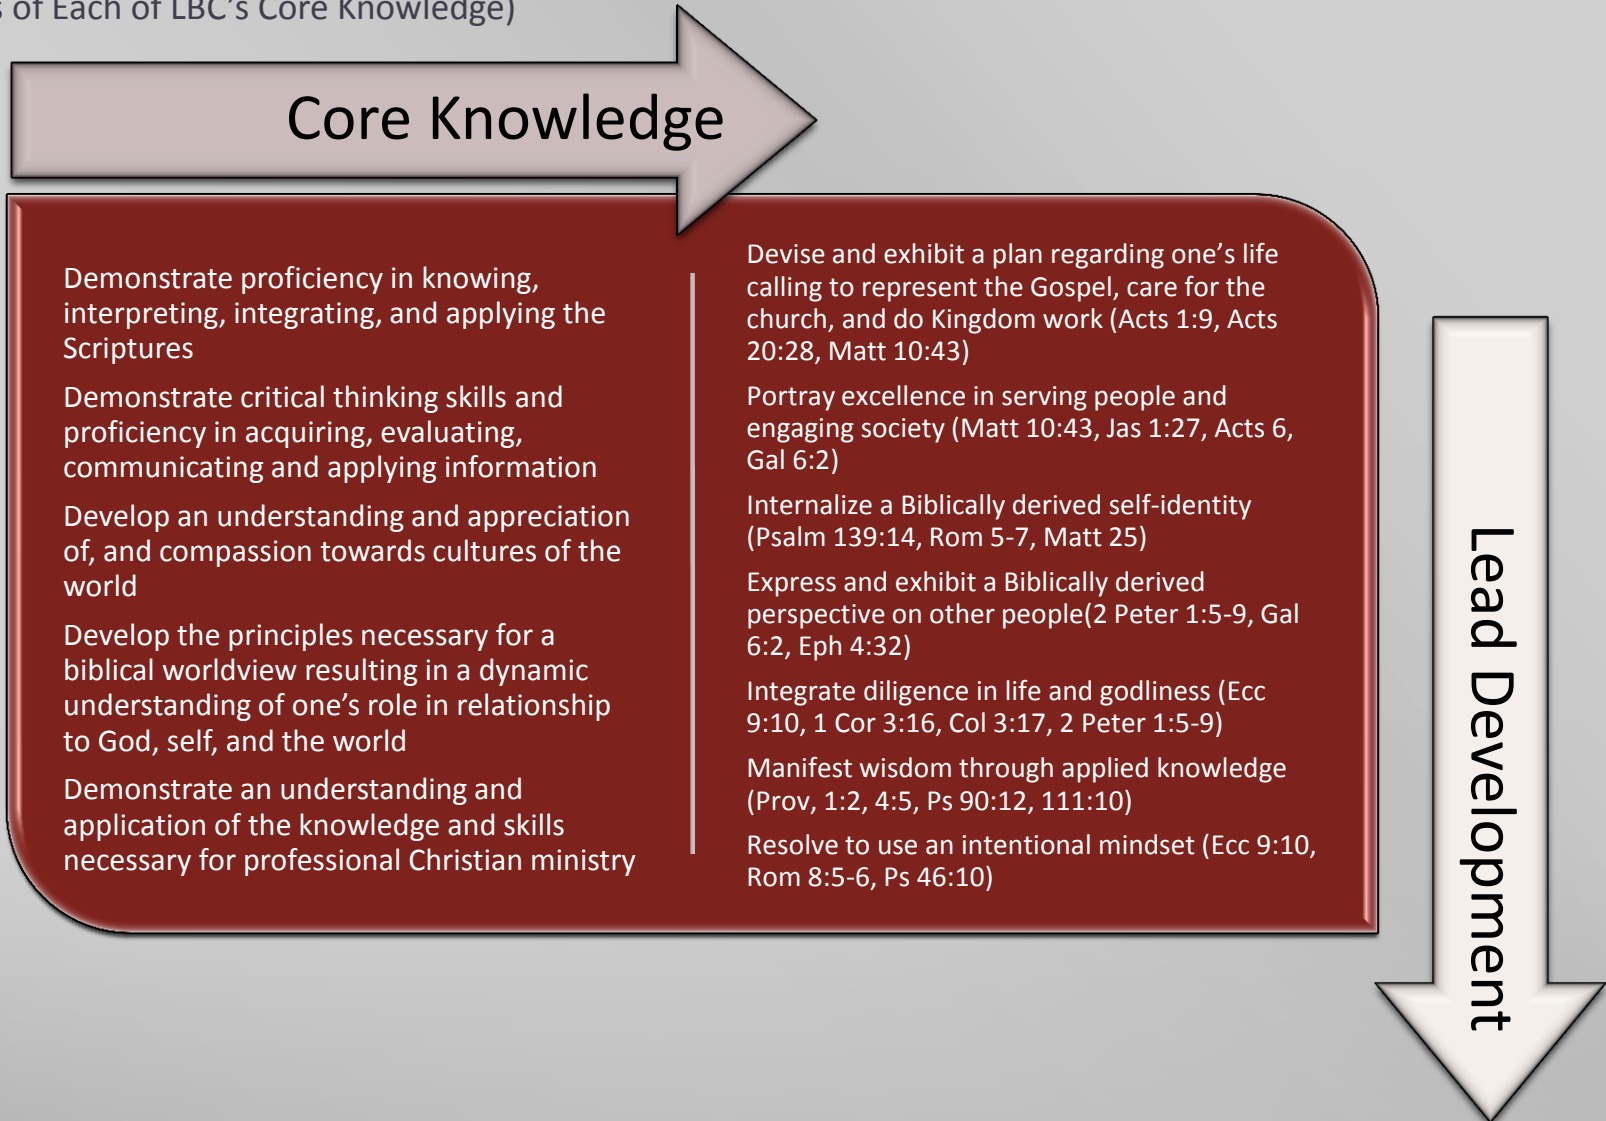 of Each of LBC’s Core Knowledge)
Core Knowledge
Demonstrate proficiency in knowing,
interpreting, integrating, and applying the
Scriptures
Demonstrate critical thinking skills and
proficiency in acquiring, evaluating,
communicating and applying information
Develop an understanding and appreciation
of, and compassion towards cultures of the
world
Develop the principles necessary for a
biblical worldview resulting in a dynamic
understanding of one’s role in relationship
to God, self, and the world
Demonstrate an understanding and
application of the knowledge and skills
necessary for professional Christian ministry
Devise and exhibit a plan regarding one’s life
calling to represent the Gospel, care for the
church, and do Kingdom work (Acts 1:9, Acts
20:28, Matt 10:43)
Portray excellence in serving people and
engaging society (Matt 10:43, Jas 1:27, Acts 6,
Gal 6:2)
Internalize a Biblically derived self-identity
(Psalm 139:14, Rom 5-7, Matt 25)
Express and exhibit a Biblically derived
perspective on other people(2 Peter 1:5-9, Gal
6:2, Eph 4:32)
Integrate diligence in life and godliness (Ecc
9:10, 1 Cor 3:16, Col 3:17, 2 Peter 1:5-9)
Manifest wisdom through applied knowledge
(Prov, 1:2, 4:5, Ps 90:12, 111:10)
Resolve to use an intentional mindset (Ecc 9:10,
Rom 8:5-6, Ps 46:10)
Lead Development